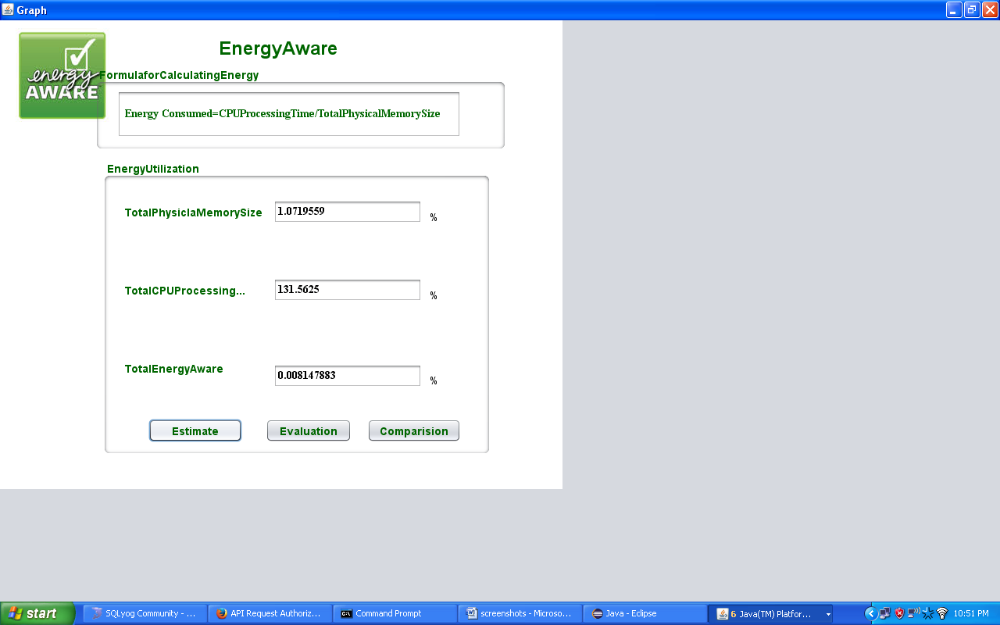 Graph
EnergyAware
energy
AWARE
FormulaforCalculatingEnergy
Energy Consumed=CPUProcessingTime/TotalPhysicalMemorySize
EnergyUtilization
TotalPhysiclaMemorySize 1.0719559 %
TotalCPUProcessing... 131.5625 %
TotalEnergyAware 0.008147883 %
Estimate Evaluation Comparision
start SQLyog Community - ... API Request Authoriz... Command Prompt screenshots - Microso... Java - Eclipse 6 Java(TM) Platfor... 10:51 PM